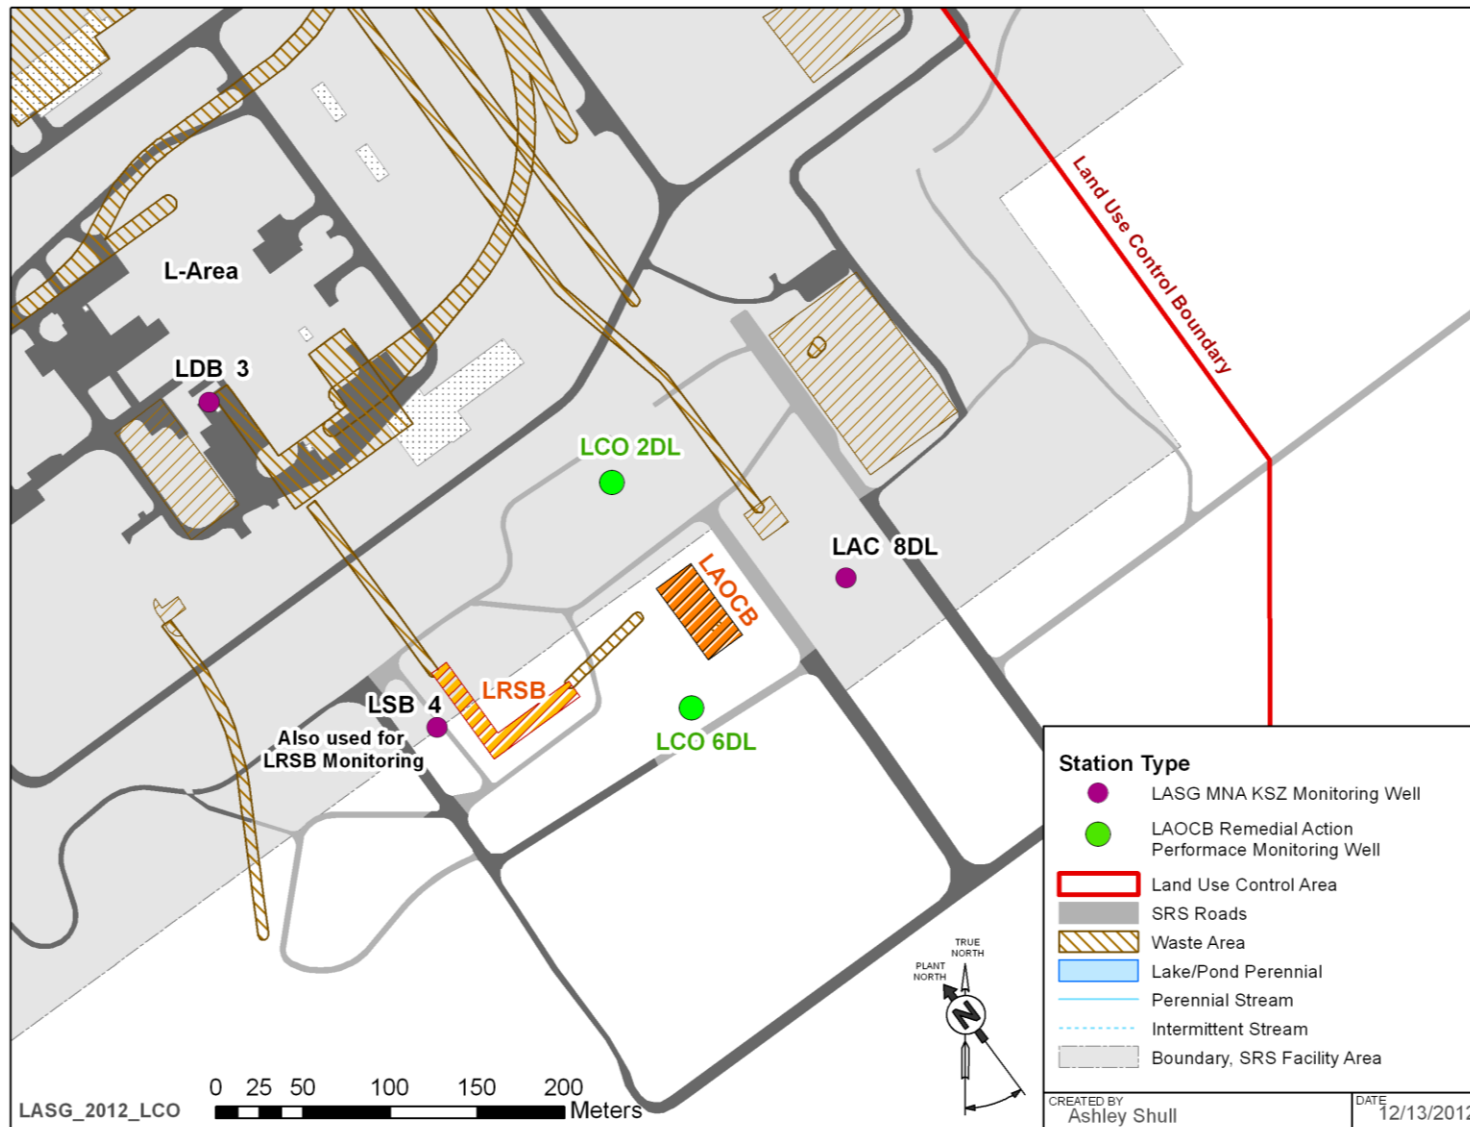 Land Use Control Boundary
L-Area
LDB 3
LCO 2DL
LAC 8DL
LAOCB
LRSB
LSB 4
Also used for
LRSB Monitoring
LCO 6DL
Station Type
LASG MNA KSZ Monitoring Well
LAOCB Remedial Action
Performace Monitoring Well
Land Use Control Area
SRS Roads
Waste Area
Lake/Pond Perennial
Perennial Stream
Intermittent Stream
Boundary, SRS Facility Area
TRUE
NORTH
PLANT
NORTH
N
0 25 50 100 150 200
Meters
LASG_2012_LCO
CREATED BY
Ashley Shull
DATE
12/13/2012